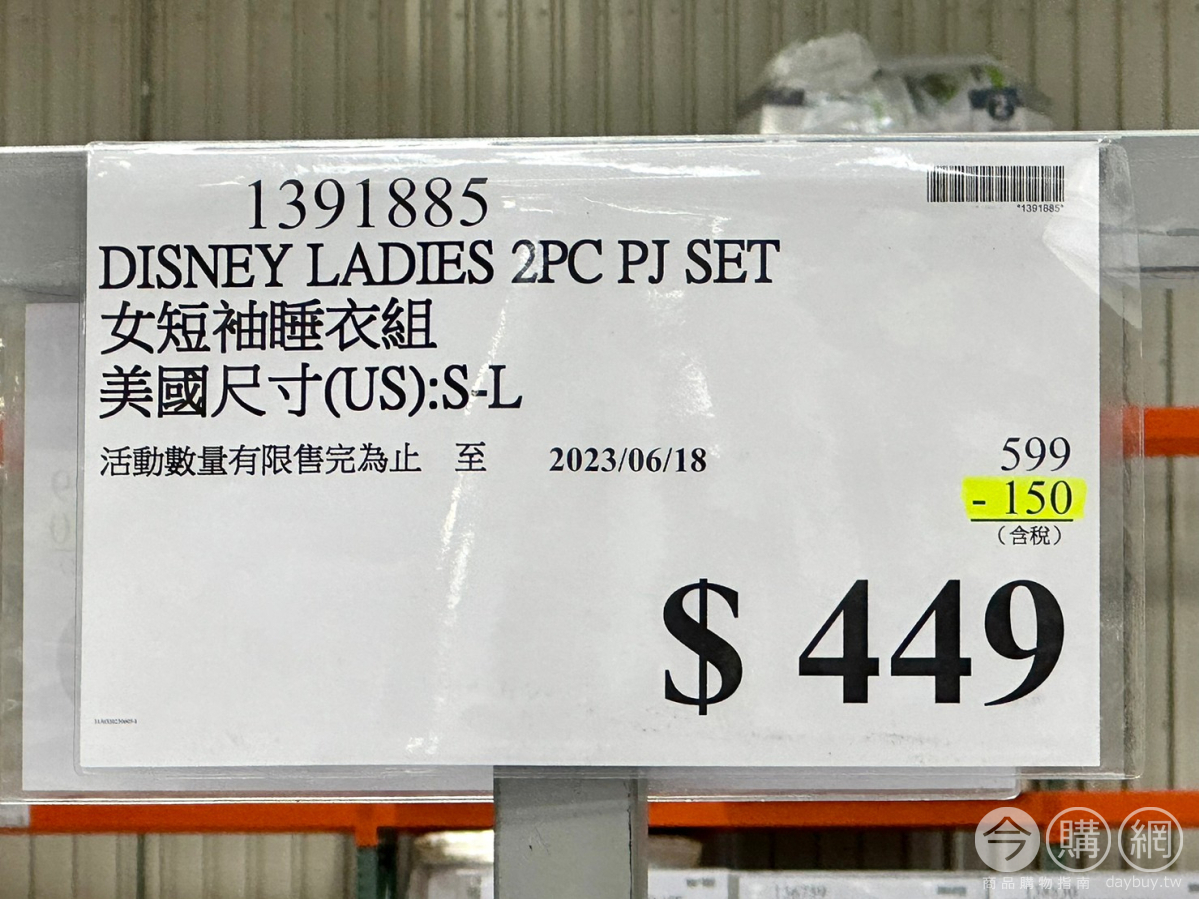 1391885
*1391885*
DISNEY LADIES 2PC PJ SET
女短袖睡衣組
美國尺寸(US):S-L
活動數量有限售完為止 至 2023/06/18
599
- 150
(含稅)
$ 449
今購網
商品購物指南 daybuy.tw